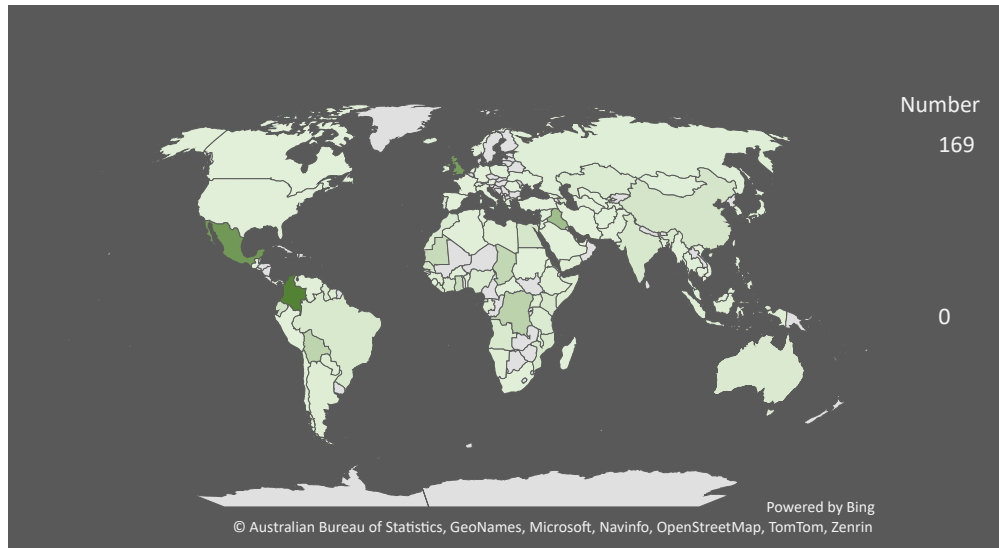 Number
169
0
Powered by Bing
© Australian Bureau of Statistics, GeoNames, Microsoft, Navinfo, OpenStreetMap, TomTom, Zenrin